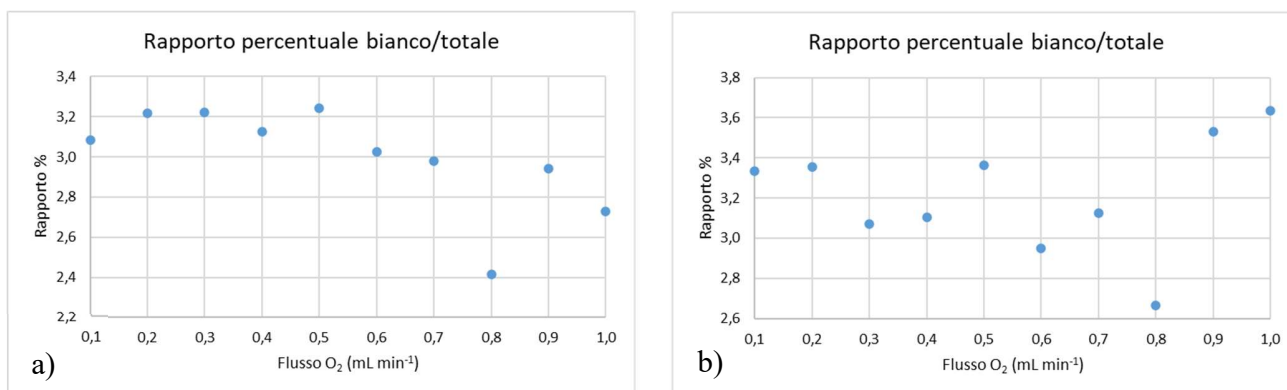 Rapporto percentuale bianco/totale
Rapporto %
3,4
3,2
3,0
2,8
2,6
2,4
2,2
0,1 0,2 0,3 0,4 0,5 0,6 0,7 0,8 0,9 1,0
Flusso O₂ (mL min⁻¹)
a)
Rapporto percentuale bianco/totale
Rapporto %
3,8
3,6
3,4
3,2
3,0
2,8
2,6
0,1 0,2 0,3 0,4 0,5 0,6 0,7 0,8 0,9 1,0
Flusso O₂ (mL min⁻¹)
b)